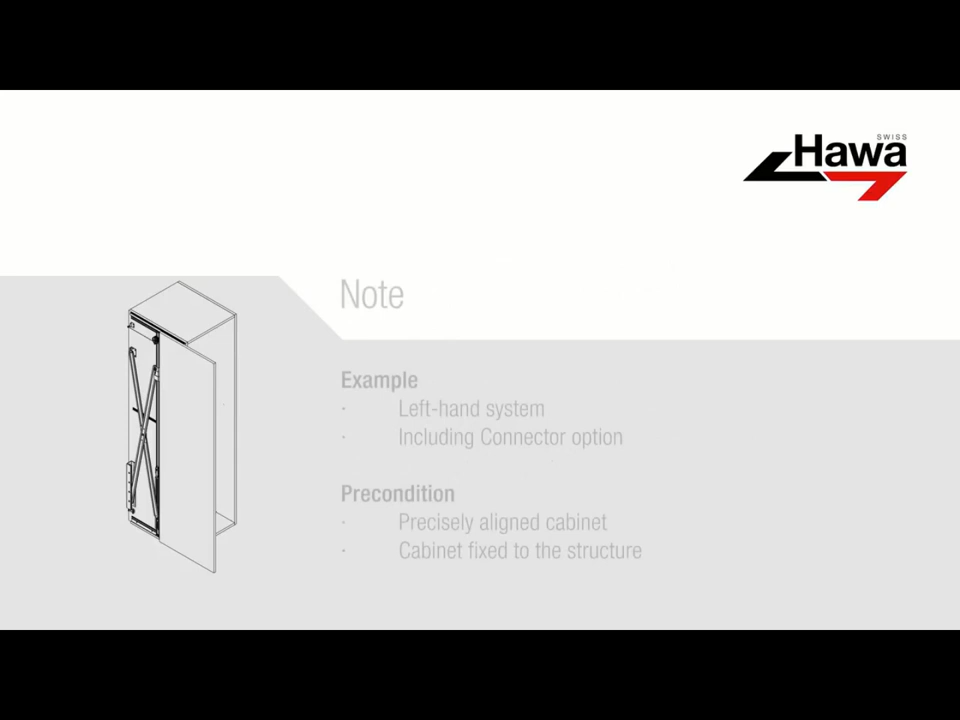 SWISS
Hawa
Note
Example
· Left-hand system
· Including Connector option
Precondition
· Precisely aligned cabinet
· Cabinet fixed to the structure